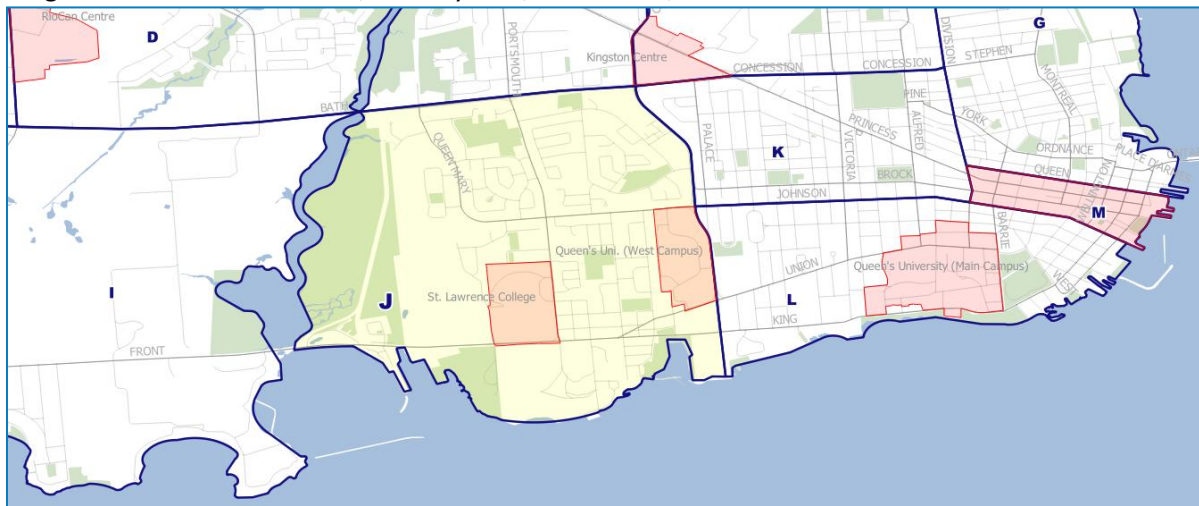 RioCan Centre
D
PORTSMOUTH
Kingston Centre
CONCESSION
CONCESSION
DIVISION
G
STEPHEN
MONTREAL
BATH
PINE
YORK
PRINCESS
ALFRED
VICTORIA
PALACE
K
ORDNANCE
PLACE D'ARMES
QUEEN
QUEEN MARY
BROCK
JOHNSON
WELLINGTON
M
BARRIE
Queen's Uni. (West Campus)
UNION
Queen's University (Main Campus)
WEST
I
J
St. Lawrence College
L
KING
FRONT